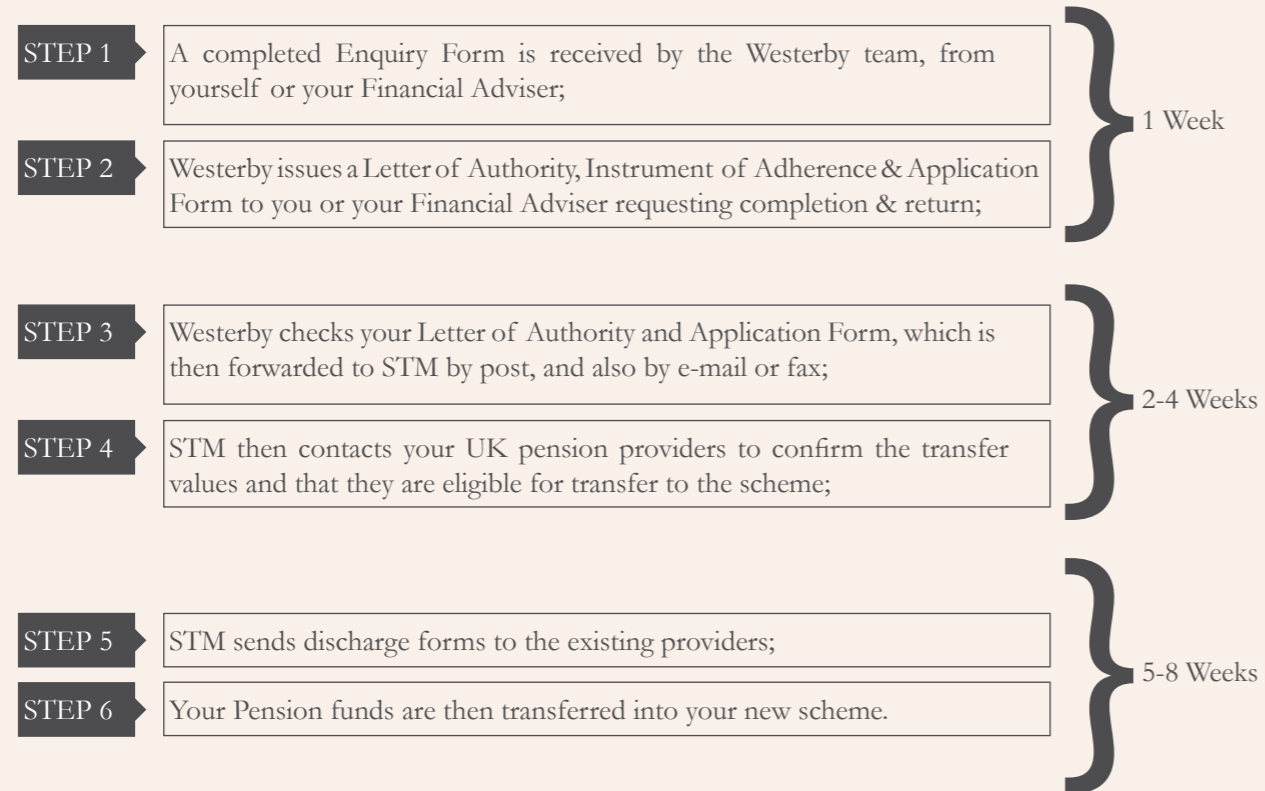 STEP 1
A completed Enquiry Form is received by the Westerby team, from
yourself or your Financial Adviser;
1 Week
STEP 2
Westerby issues a Letter of Authority, Instrument of Adherence & Application
Form to you or your Financial Adviser requesting completion & return;
STEP 3
Westerby checks your Letter of Authority and Application Form, which is
then forwarded to STM by post, and also by e-mail or fax;
2-4 Weeks
STEP 4
STM then contacts your UK pension providers to confirm the transfer
values and that they are eligible for transfer to the scheme;
STEP 5
STM sends discharge forms to the existing providers;
5-8 Weeks
STEP 6
Your Pension funds are then transferred into your new scheme.